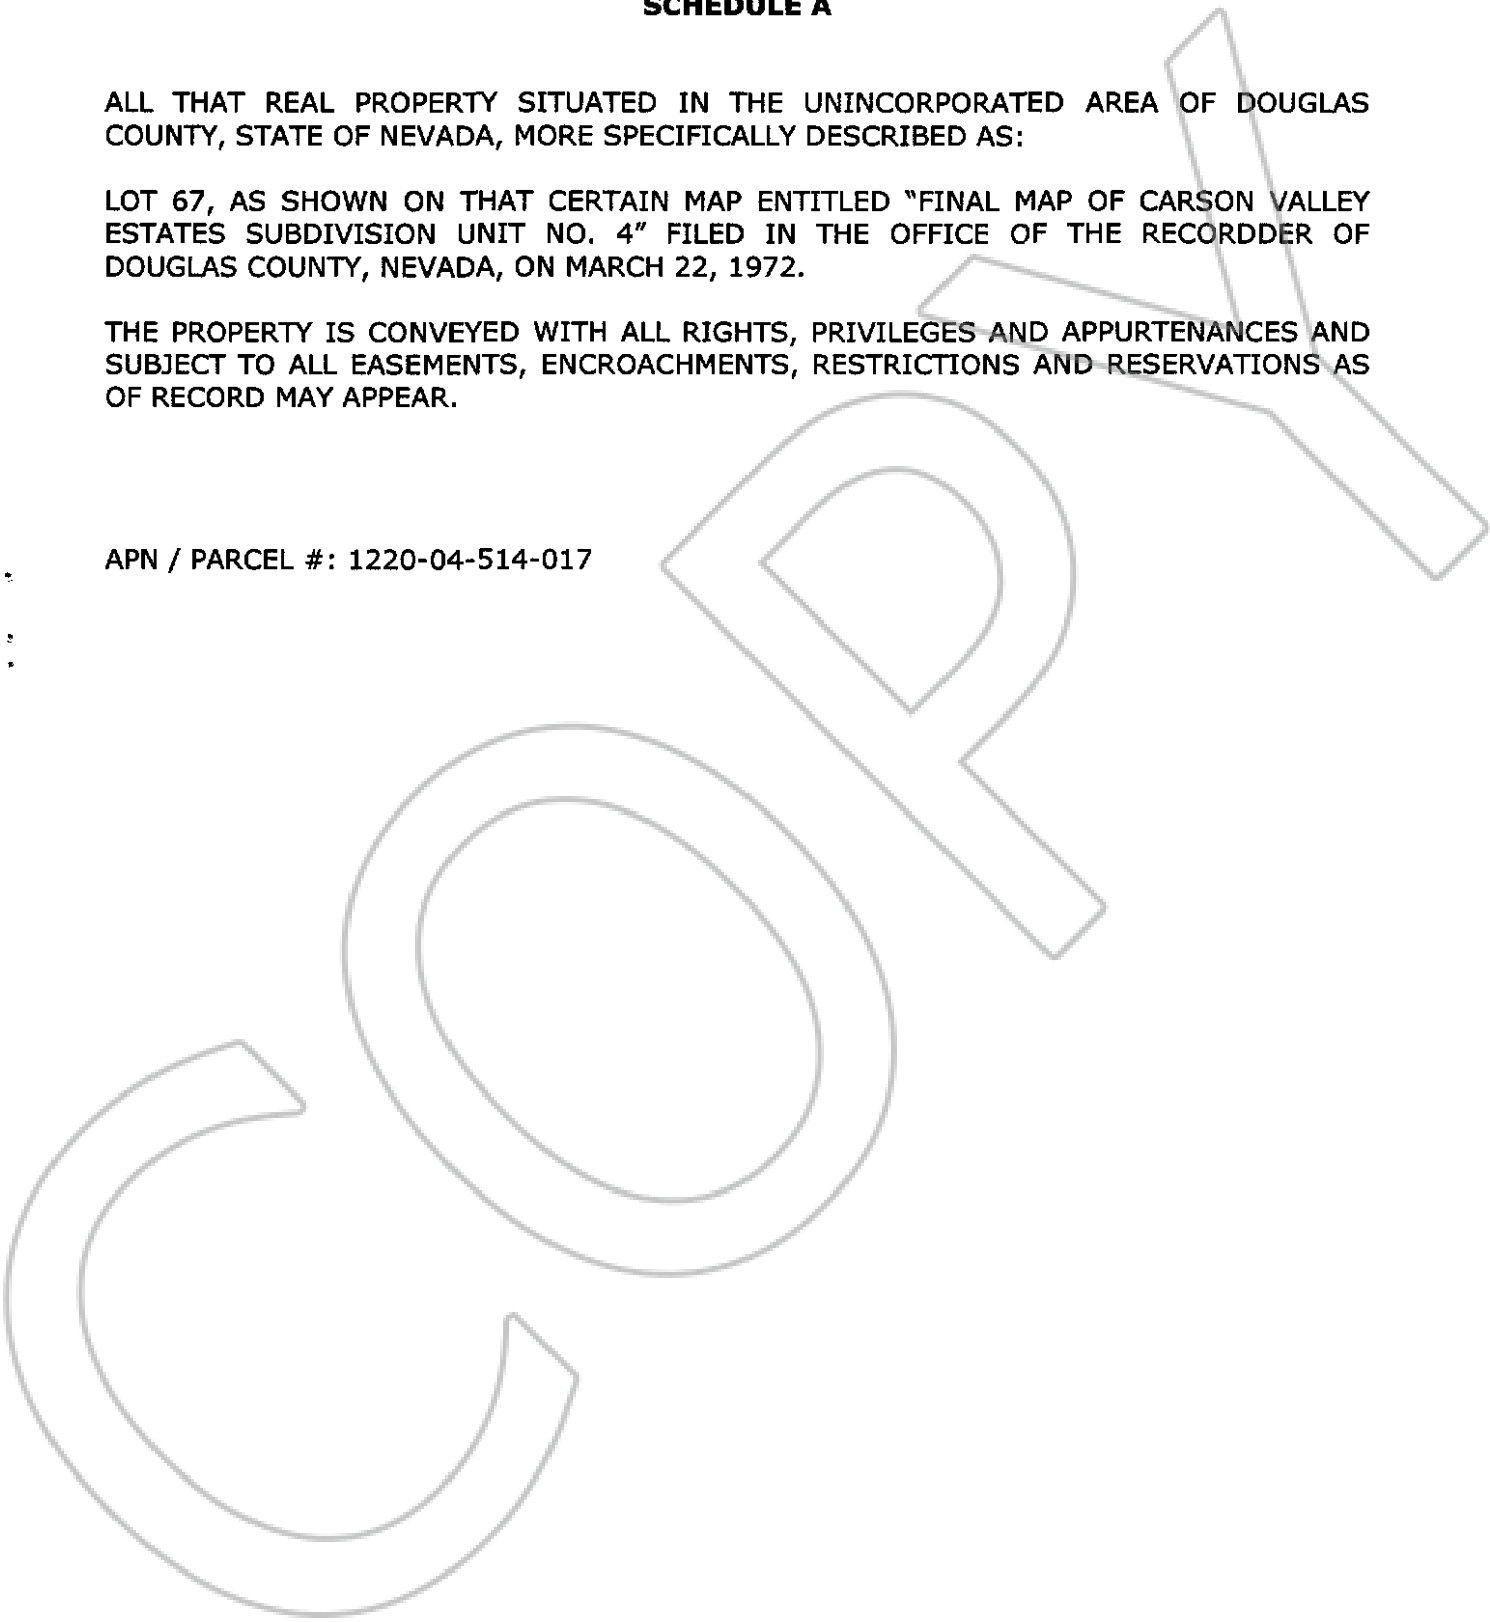 SCHEDULE A
ALL THAT REAL PROPERTY SITUATED IN THE UNINCORPORATED AREA OF DOUGLAS
COUNTY, STATE OF NEVADA, MORE SPECIFICALLY DESCRIBED AS:
LOT 67, AS SHOWN ON THAT CERTAIN MAP ENTITLED "FINAL MAP OF CARSON VALLEY
ESTATES SUBDIVISION UNIT NO. 4" FILED IN THE OFFICE OF THE RECORDDER OF
DOUGLAS COUNTY, NEVADA, ON MARCH 22, 1972.
THE PROPERTY IS CONVEYED WITH ALL RIGHTS, PRIVILEGES AND APPURTENANCES AND
SUBJECT TO ALL EASEMENTS, ENCROACHMENTS, RESTRICTIONS AND RESERVATIONS AS
OF RECORD MAY APPEAR.
APN / PARCEL #: 1220-04-514-017
COPY